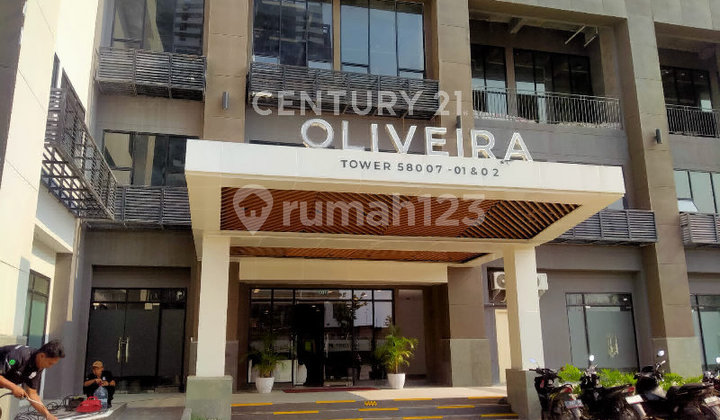 CENTURY 21
OLIVEIRA
TOWER 58007-01&02
rumah123